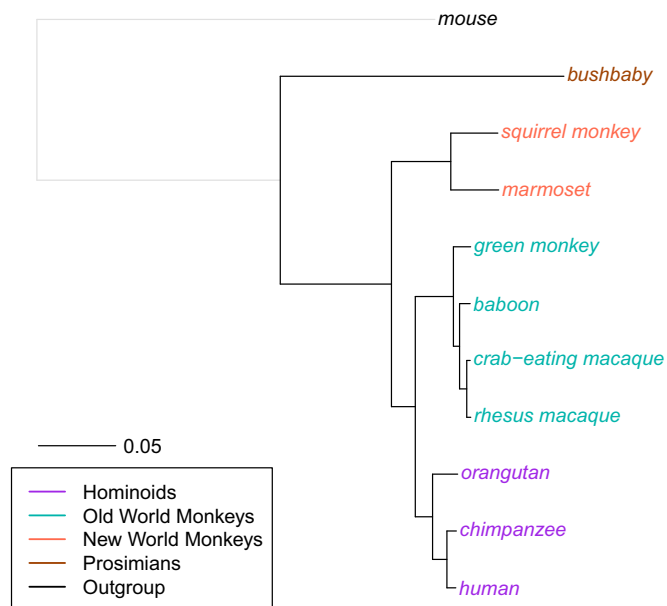 mouse
bushbaby
squirrel monkey
marmoset
green monkey
baboon
crab−eating macaque
rhesus macaque
0.05
orangutan
chimpanzee
human
Hominoids
Old World Monkeys
New World Monkeys
Prosimians
Outgroup